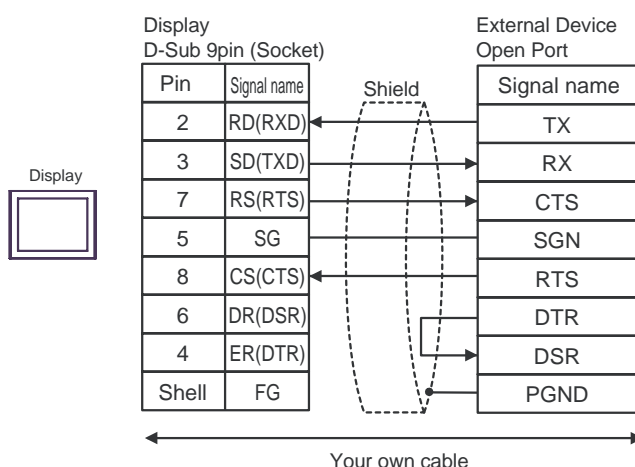 Display
D-Sub 9pin (Socket)
External Device
Open Port
Pin Signal name Shield Signal name
2 RD(RXD) TX
3 SD(TXD) RX
Display
7 RS(RTS) CTS
5 SG SGN
8 CS(CTS) RTS
6 DR(DSR) DTR
4 ER(DTR) DSR
Shell FG PGND
Your own cable